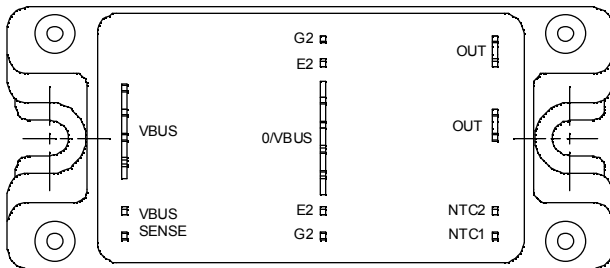 G2
OUT
E2
VBUS
0/VBUS
OUT
VBUS
SENSE
E2
G2
NTC2
NTC1